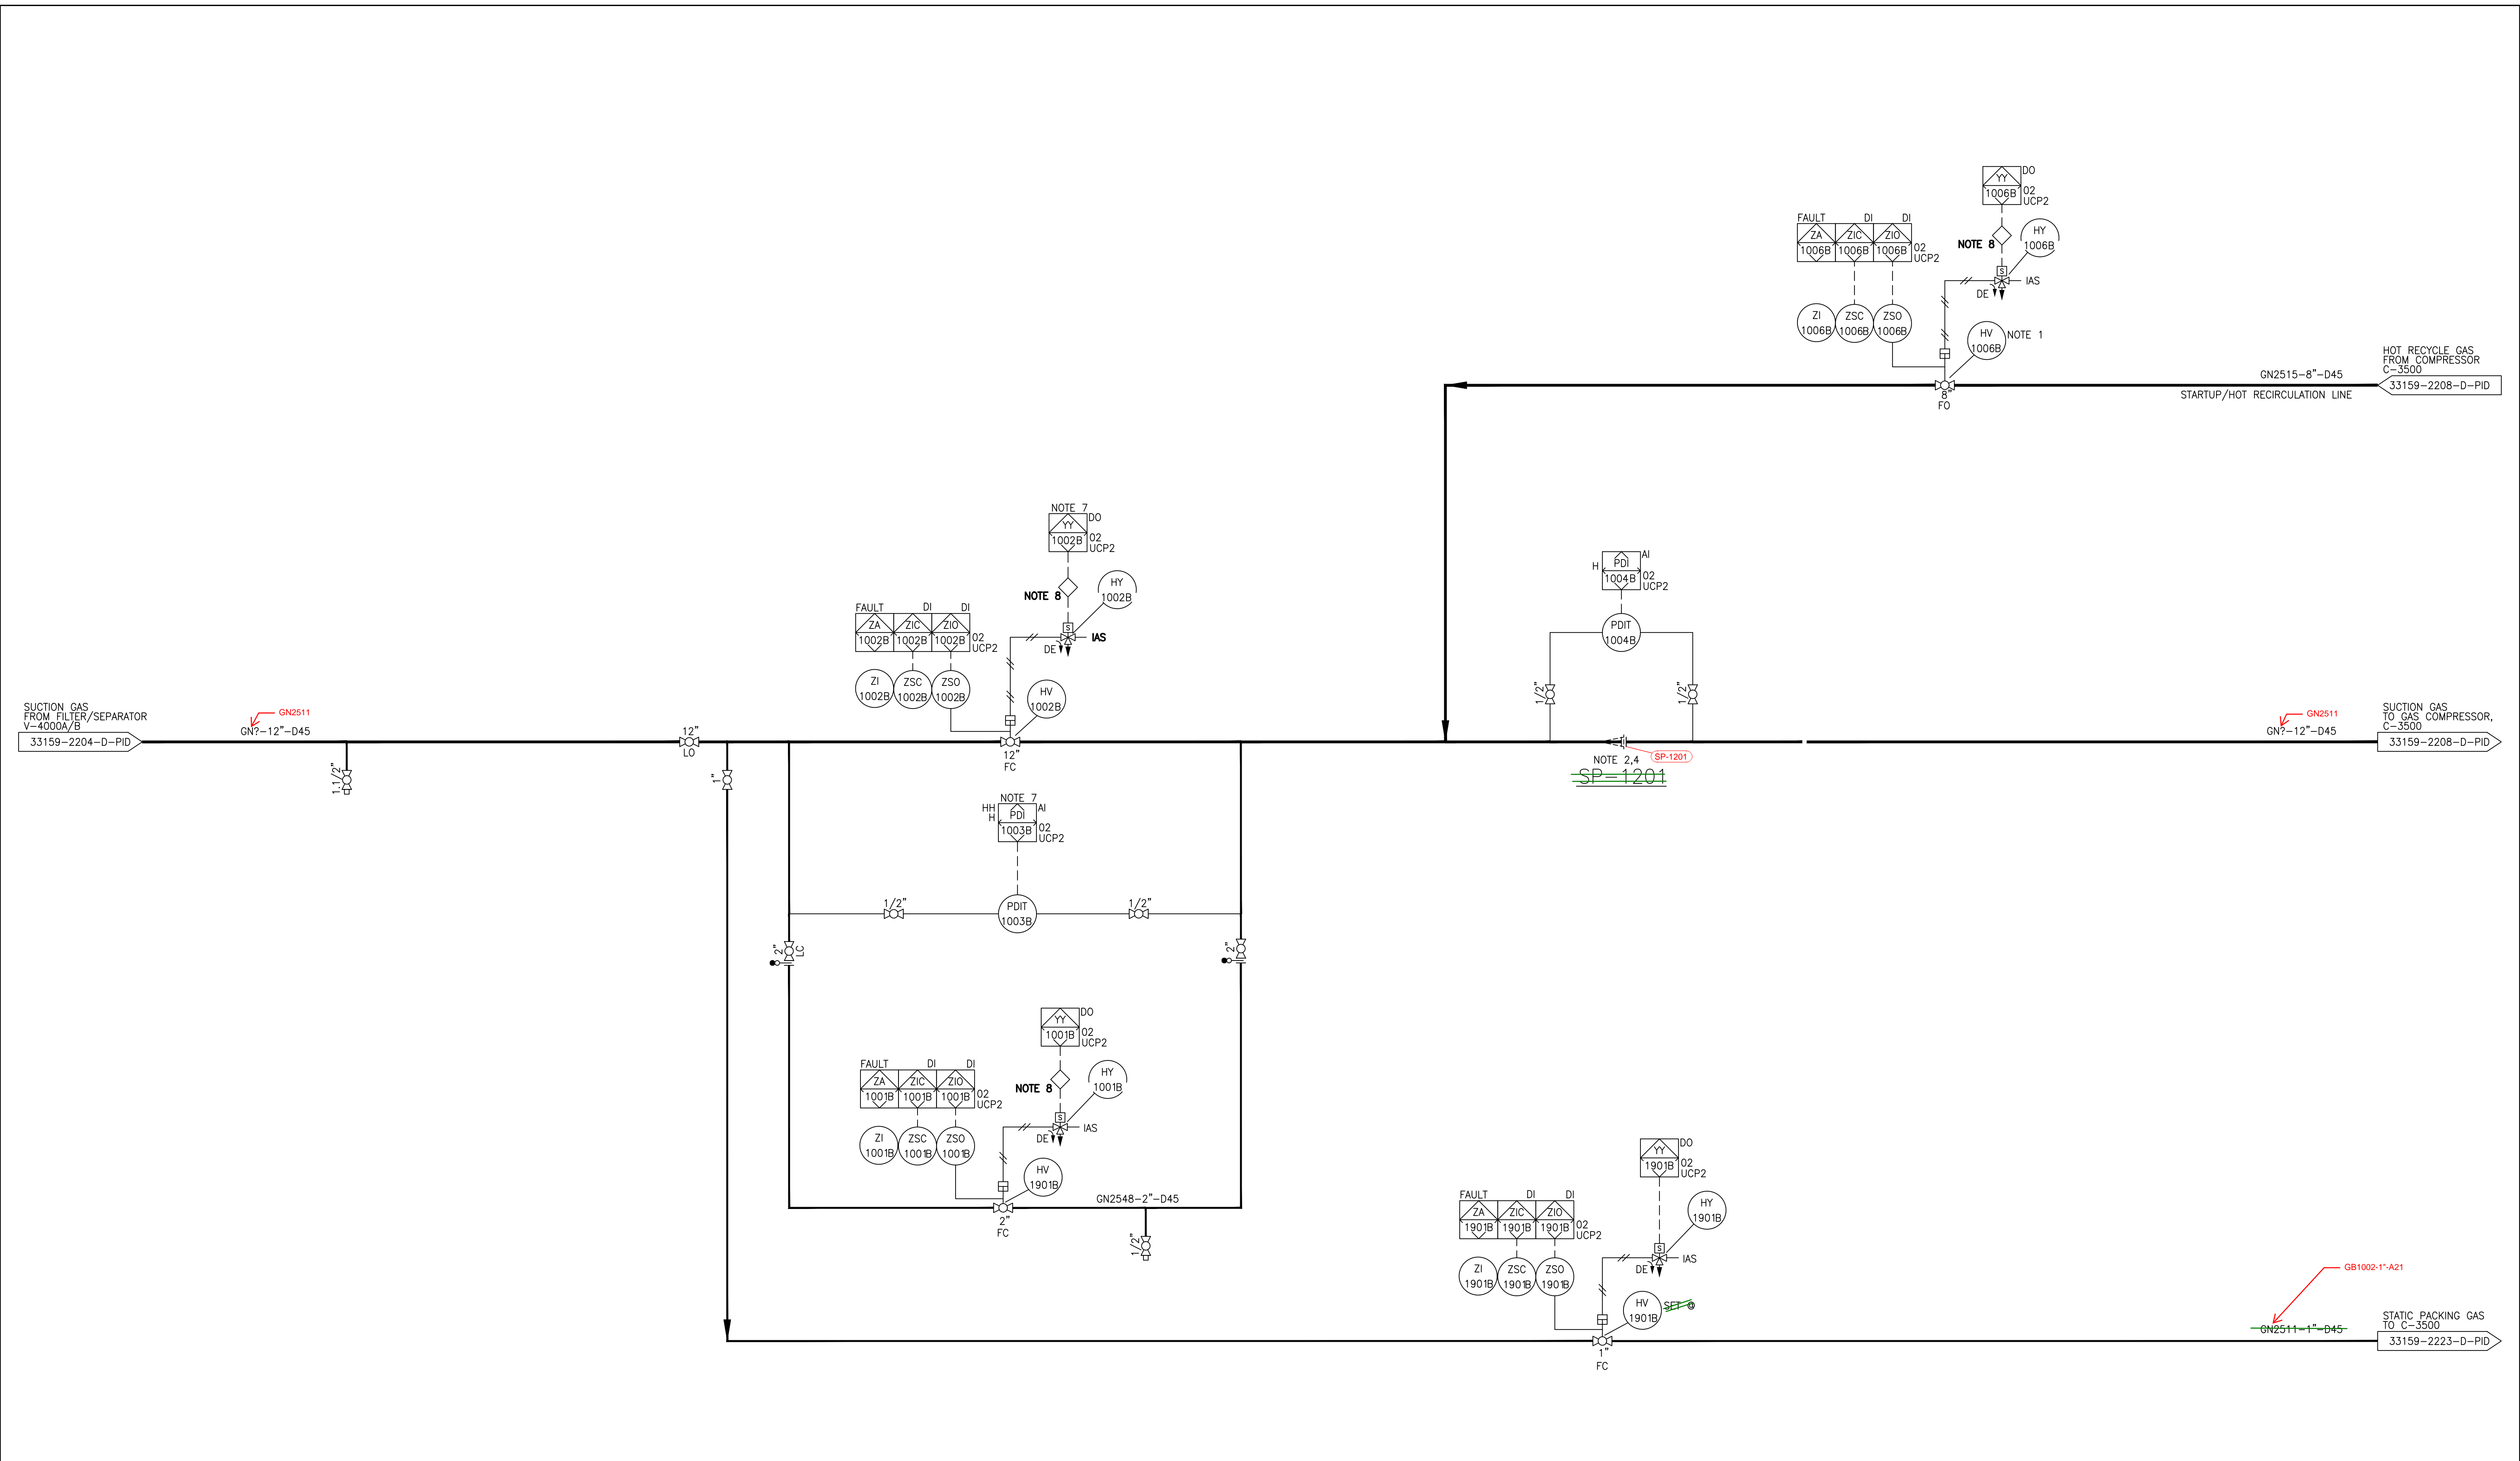 YY
DO
1006B
02
UCP2
FAULT
DI
DI
ZA
ZIC
ZIO
1006B
1006B
1006B
02
UCP2
NOTE 8
HY
1006B
S
IAS
DE
ZI
1006B
ZSC
1006B
ZSO
1006B
HV
1006B
NOTE 1
8"
FO
GN2515-8"-D45
STARTUP/HOT RECIRCULATION LINE
HOT RECYCLE GAS
FROM COMPRESSOR
C-3500
33159-2208-D-PID
NOTE 7
YY
DO
1002B
02
UCP2
NOTE 8
HY
1002B
FAULT
DI
DI
ZA
ZIC
ZIO
1002B
1002B
1002B
02
UCP2
S
IAS
DE
ZI
1002B
ZSC
1002B
ZSO
1002B
HV
1002B
12"
FC
PDI
AI
H
1004B
02
UCP2
PDIT
1004B
1/2"
1/2"
SUCTION GAS
FROM FILTER/SEPARATOR
V-4000A/B
33159-2204-D-PID
GN2511
GN?-12"-D45
1.1/2"
12"
LO
1"
NOTE 2,4
SP-1201
SP-1201
GN2511
GN?-12"-D45
SUCTION GAS
TO GAS COMPRESSOR,
C-3500
33159-2208-D-PID
NOTE 7
HH
H
PDI
AI
1003B
02
UCP2
1/2"
PDIT
1003B
1/2"
2"
LC
2"
YY
DO
1001B
02
UCP2
NOTE 8
HY
1001B
FAULT
DI
DI
ZA
ZIC
ZIO
1001B
1001B
1001B
02
UCP2
S
IAS
DE
ZI
1001B
ZSC
1001B
ZSO
1001B
HV
1901B
2"
FC
GN2548-2"-D45
1/2"
YY
DO
1901B
02
UCP2
HY
1901B
FAULT
DI
DI
ZA
ZIC
ZIO
1901B
1901B
1901B
02
UCP2
S
IAS
DE
ZI
1901B
ZSC
1901B
ZSO
1901B
HV
1901B
SET @
1"
FC
GB1002-1"-A21
GN2511-1"-D45
STATIC PACKING GAS
TO C-3500
33159-2223-D-PID